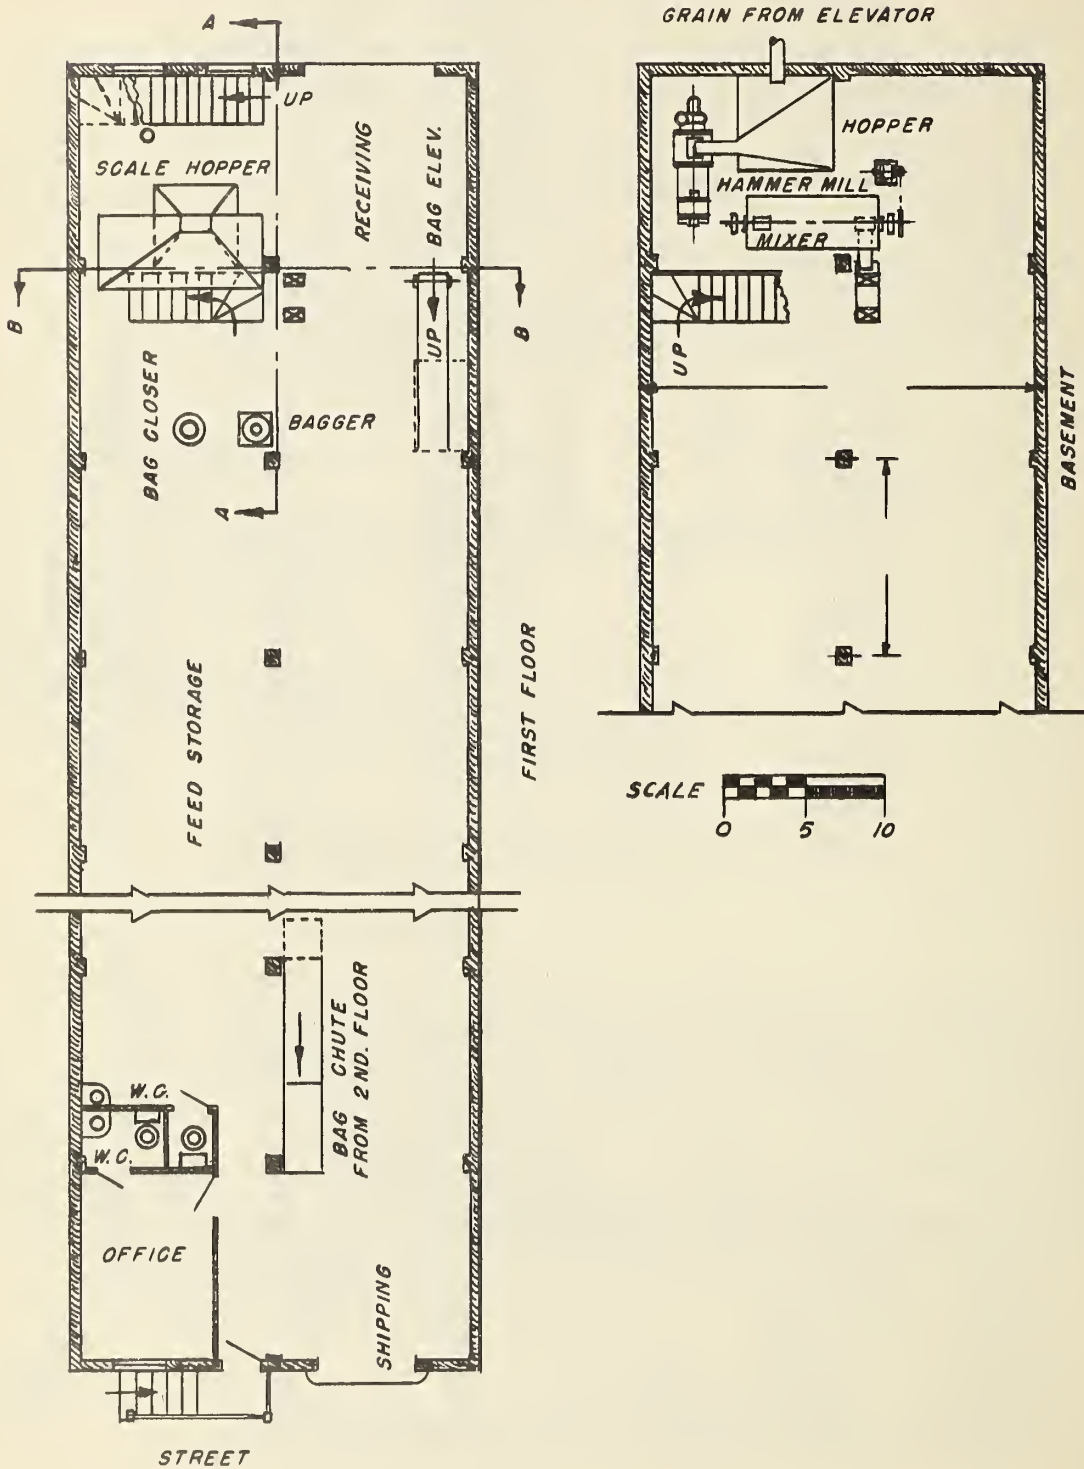 A
UP
SCALE HOPPER
RECEIVING
BAG ELEV.
B
UP
B
BAG CLOSER
BAGGER
A
FEED STORAGE
FIRST FLOOR
BAG CHUTE
FROM 2ND. FLOOR
W.C.
W.C.
OFFICE
SHIPPING
STREET
GRAIN FROM ELEVATOR
HOPPER
HAMMER MILL
MIXER
UP
BASEMENT
SCALE
0 5 10